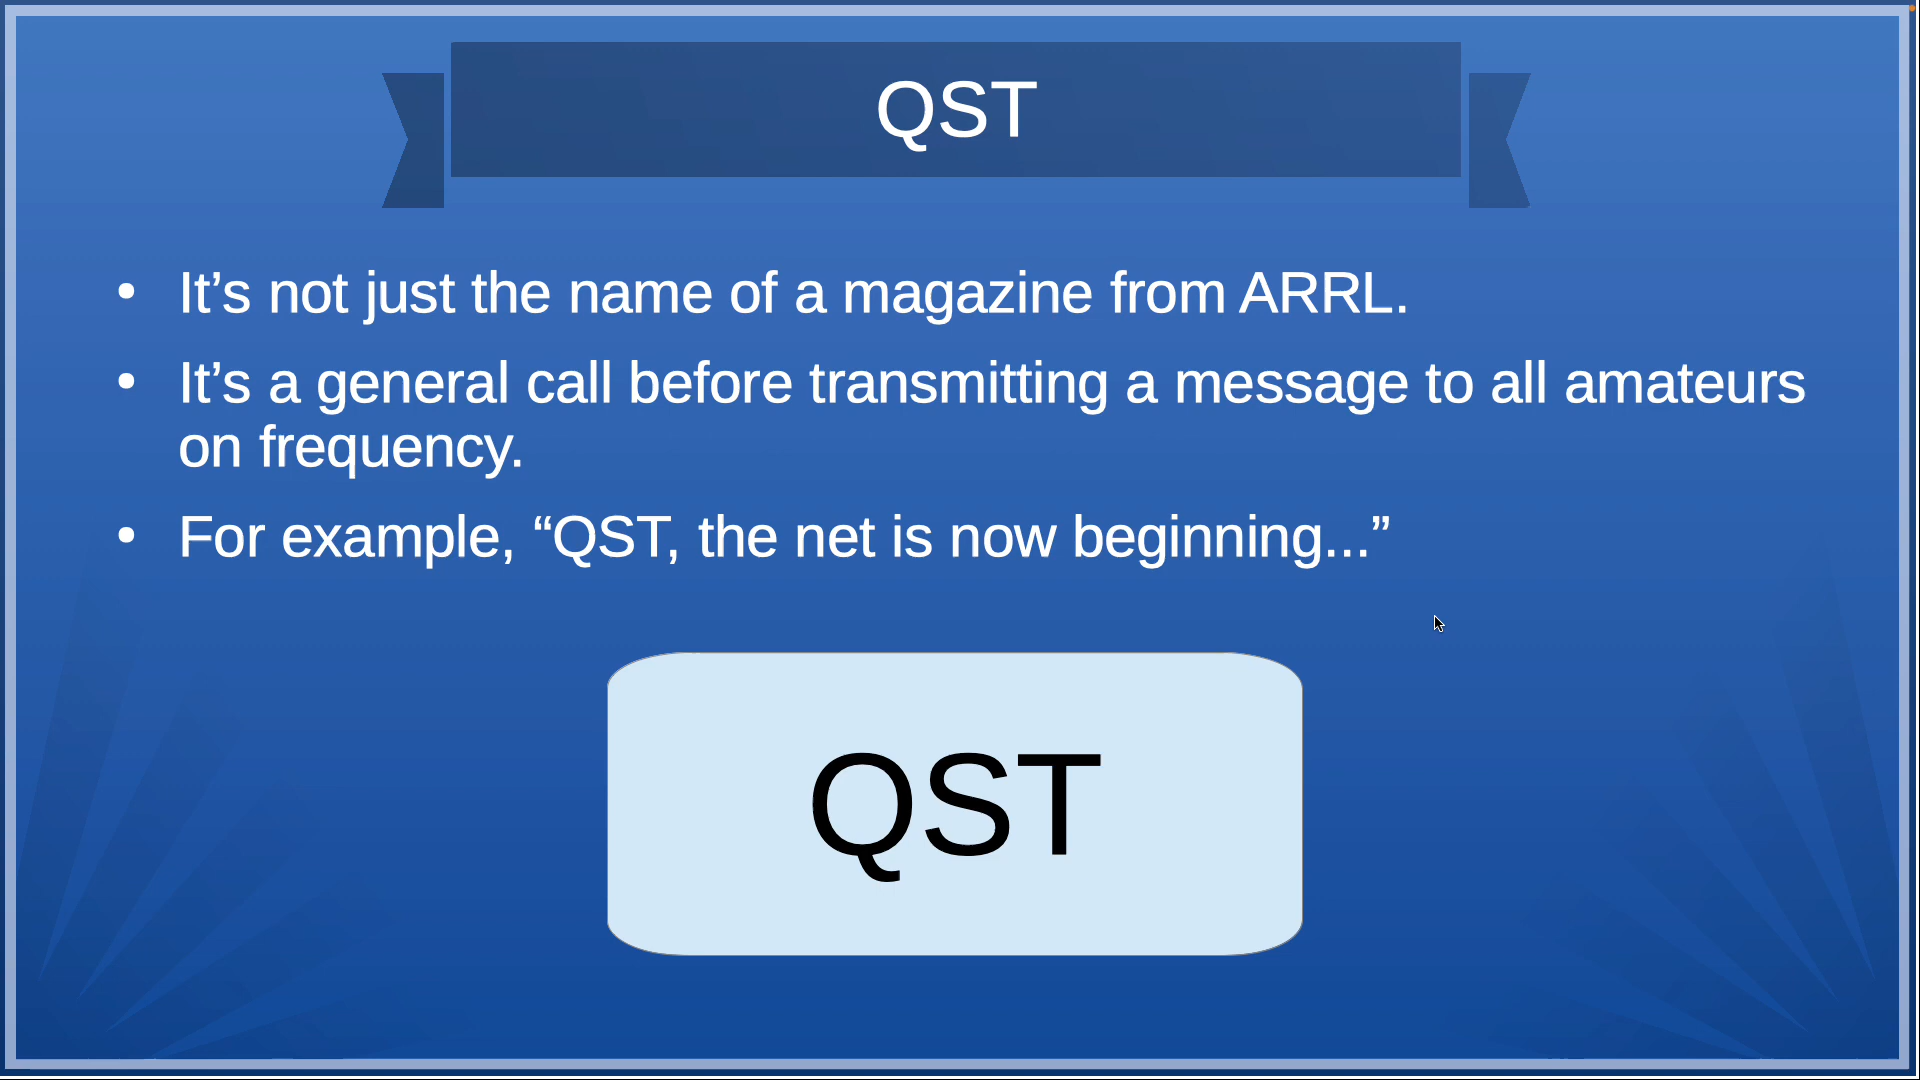 QST
• It’s not just the name of a magazine from ARRL.
• It’s a general call before transmitting a message to all amateurs
on frequency.
• For example, “QST, the net is now beginning...”
QST